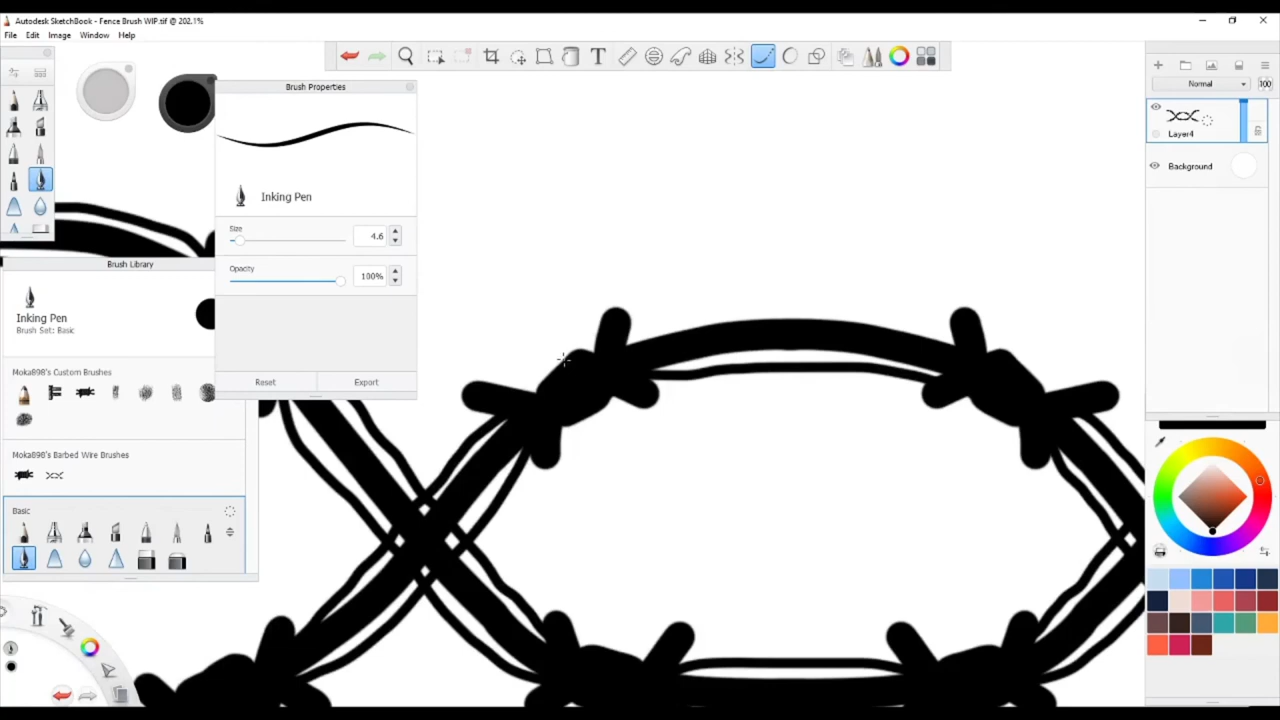 Autodesk SketchBook - Fence Brush WIP.tif @ 202.1%
File Edit Image Window Help
Brush Properties
Normal 100
Inking Pen
Layer4
Background
Size 4.6
Opacity 100%
Brush Library
Inking Pen
Brush Set: Basic
Reset Export
Moka898's Custom Brushes
Moka898's Barbed Wire Brushes
Basic